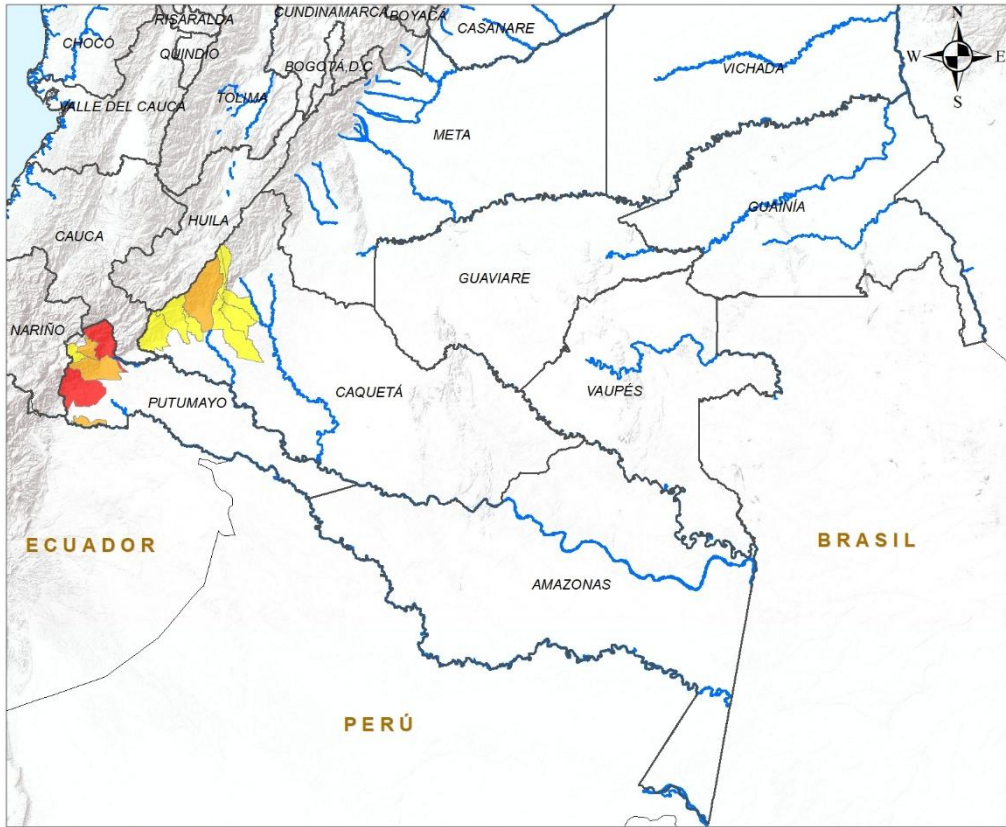 CUNDINAMARCA
BOYACÁ
RISARALDA
CASANARE
N
CHOCÓ
QUINDÍO
W
E
BOGOTÁ,D.C
VICHADA
S
VALLE DEL CAUCA
TOLIMA
META
GUAINÍA
HUILA
CAUCA
GUAVIARE
NARIÑO
CAQUETÁ
VAUPÉS
PUTUMAYO
ECUADOR
BRASIL
AMAZONAS
PERÚ